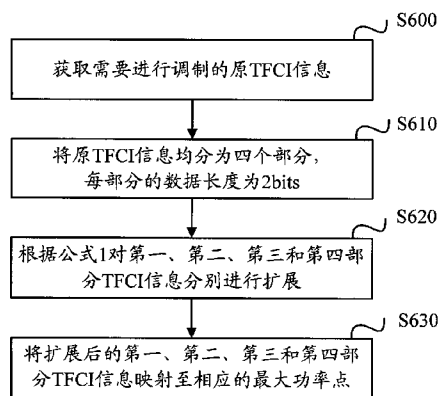 S600
获取需要进行调制的原TFCI信息
S610
将原TFCI信息均分为四个部分，
每部分的数据长度为2bits
S620
根据公式1对第一、第二、第三和第四部
分TFCI信息分别进行扩展
S630
将扩展后的第一、第二、第三和第四部
分TFCI信息映射至相应的最大功率点